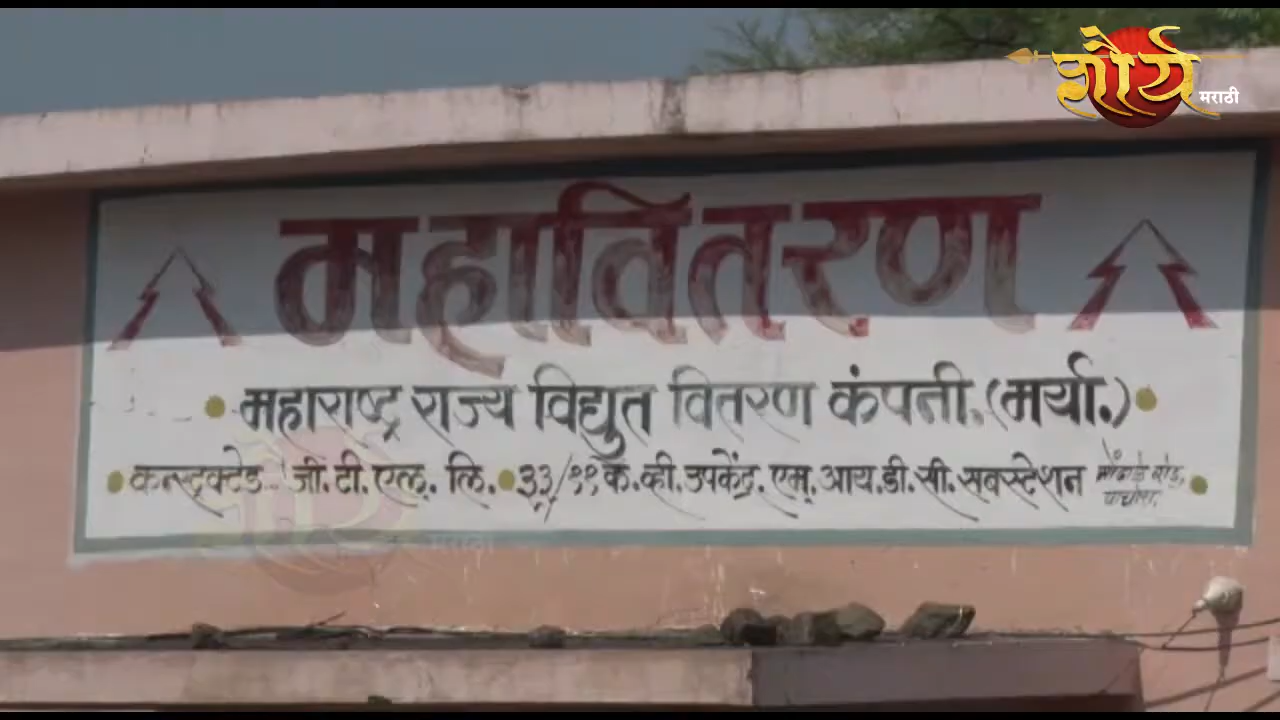 शौर्य
मराठी
महावितरण
महाराष्ट्र राज्य विद्युत वितरण कंपनी.(मर्या.)
कन्स्ट्रक्टेड जी.टी.एल. लि. ३३/११ के.व्ही.उपकेंद्र. एम्.आय.डी.सी.सबस्टेशन
रोड,
पाचोरा.